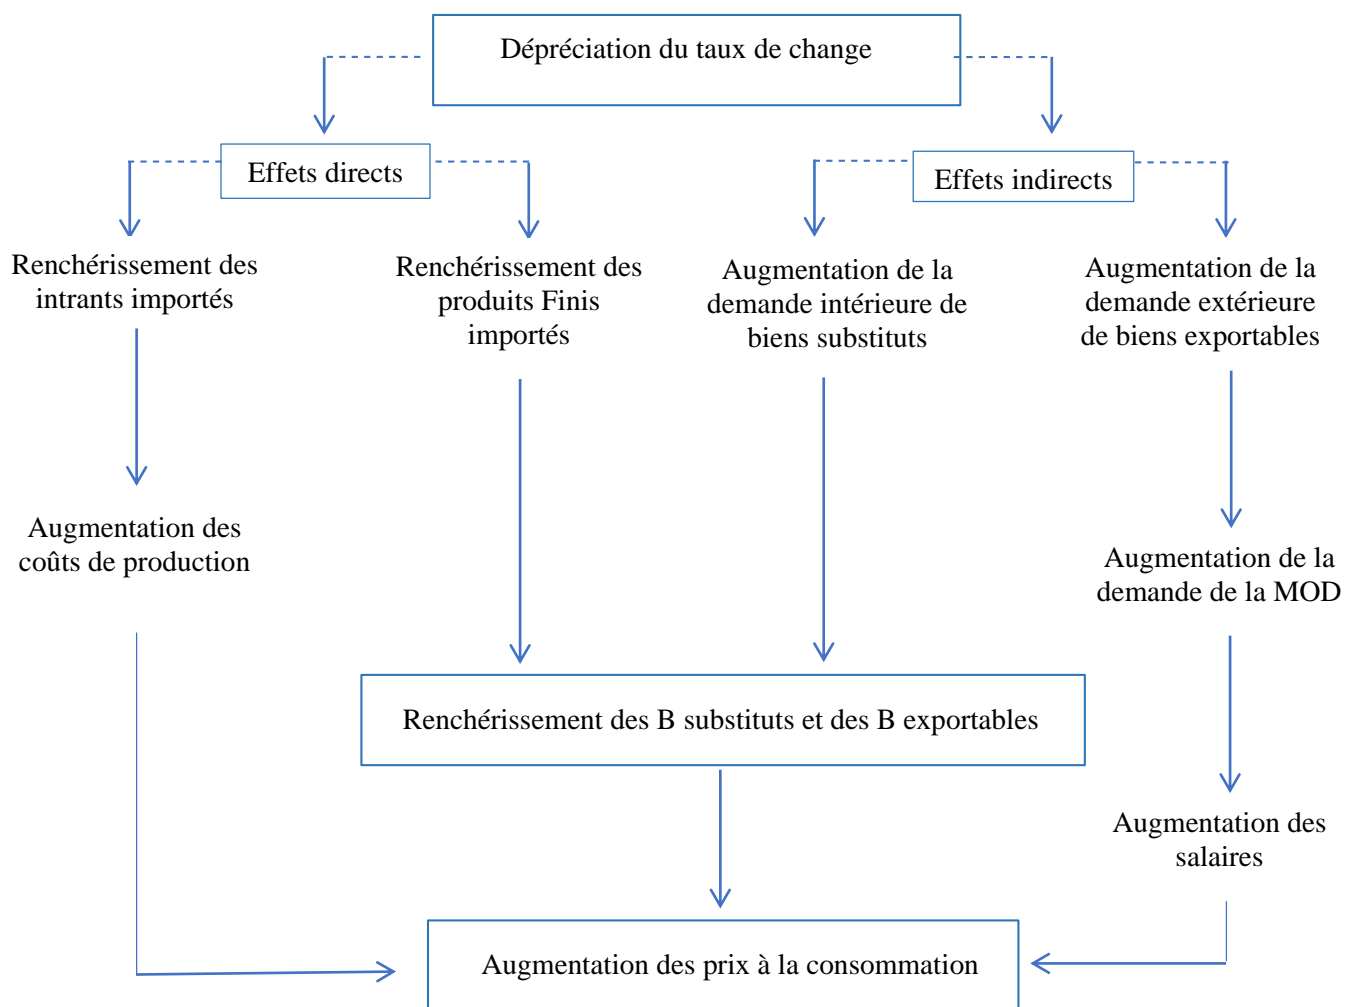 Dépréciation du taux de change
Effets directs
Effets indirects
Renchérissement des
intrants importés
Renchérissement des
produits Finis
importés
Augmentation de la
demande intérieure de
biens substituts
Augmentation de la
demande extérieure
de biens exportables
Augmentation des
coûts de production
Augmentation de la
demande de la MOD
Renchérissement des B substituts et des B exportables
Augmentation des
salaires
Augmentation des prix à la consommation